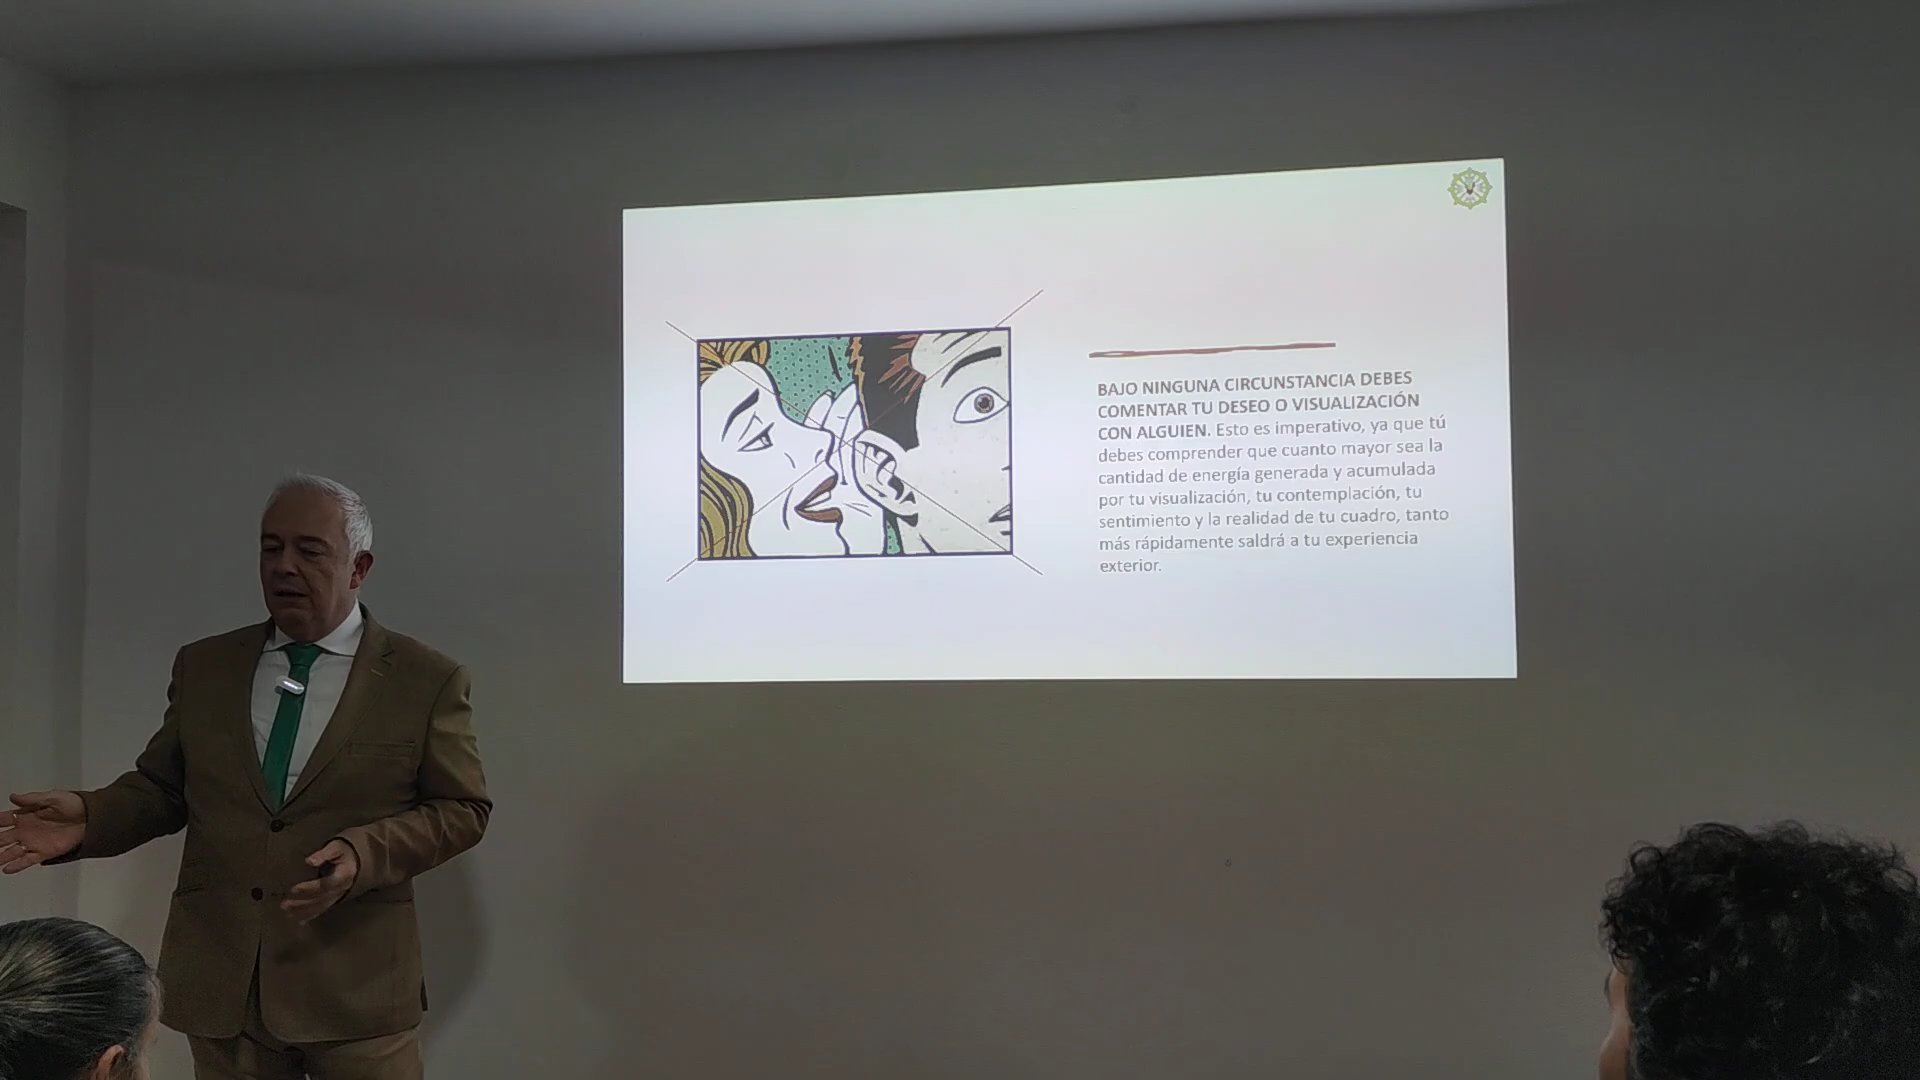 BAJO NINGUNA CIRCUNSTANCIA DEBES
COMENTAR TU DESEO O VISUALIZACIÓN
CON ALGUIEN. Esto es imperativo, ya que tú
debes comprender que cuanto mayor sea la
cantidad de energía generada y acumulada
por tu visualización, tu contemplación, tu
sentimiento y la realidad de tu cuadro, tanto
más rápidamente saldrá a tu experiencia
exterior.